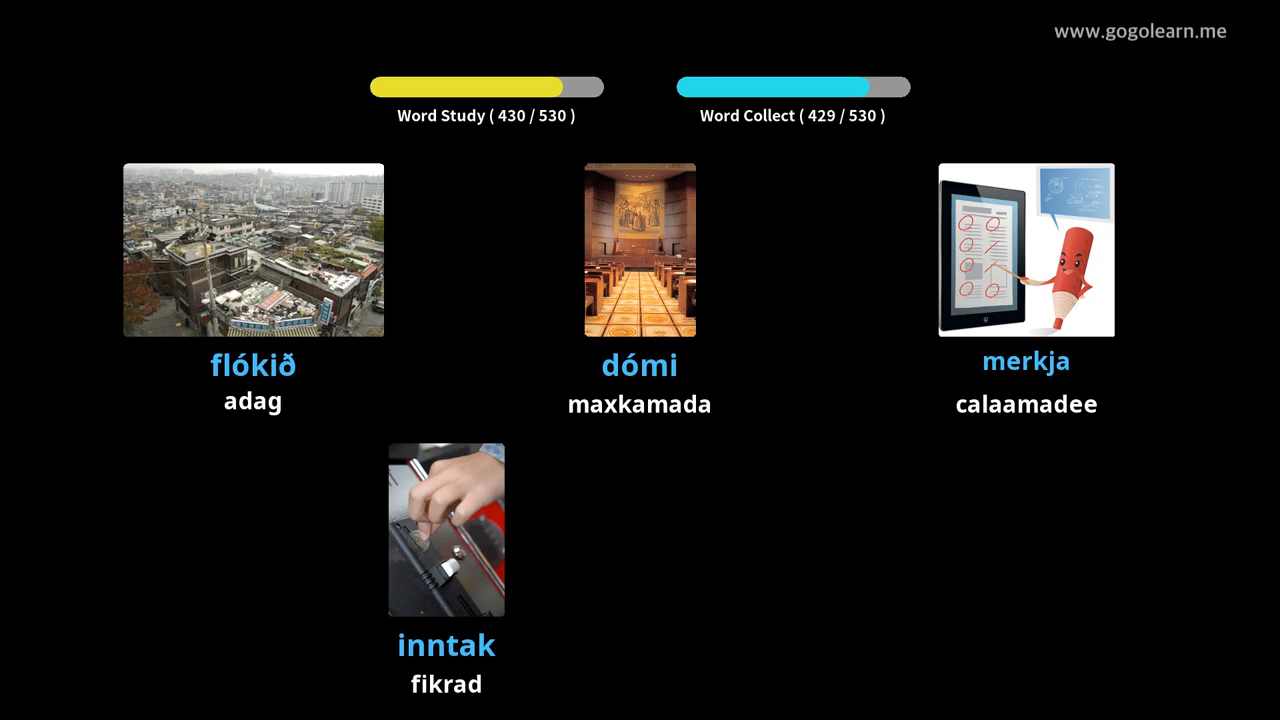 www.gogolearn.me
Word Study ( 430 / 530 )
Word Collect ( 429 / 530 )
flókið
adag
dómi
maxkamada
merkja
calaamadee
inntak
fikrad